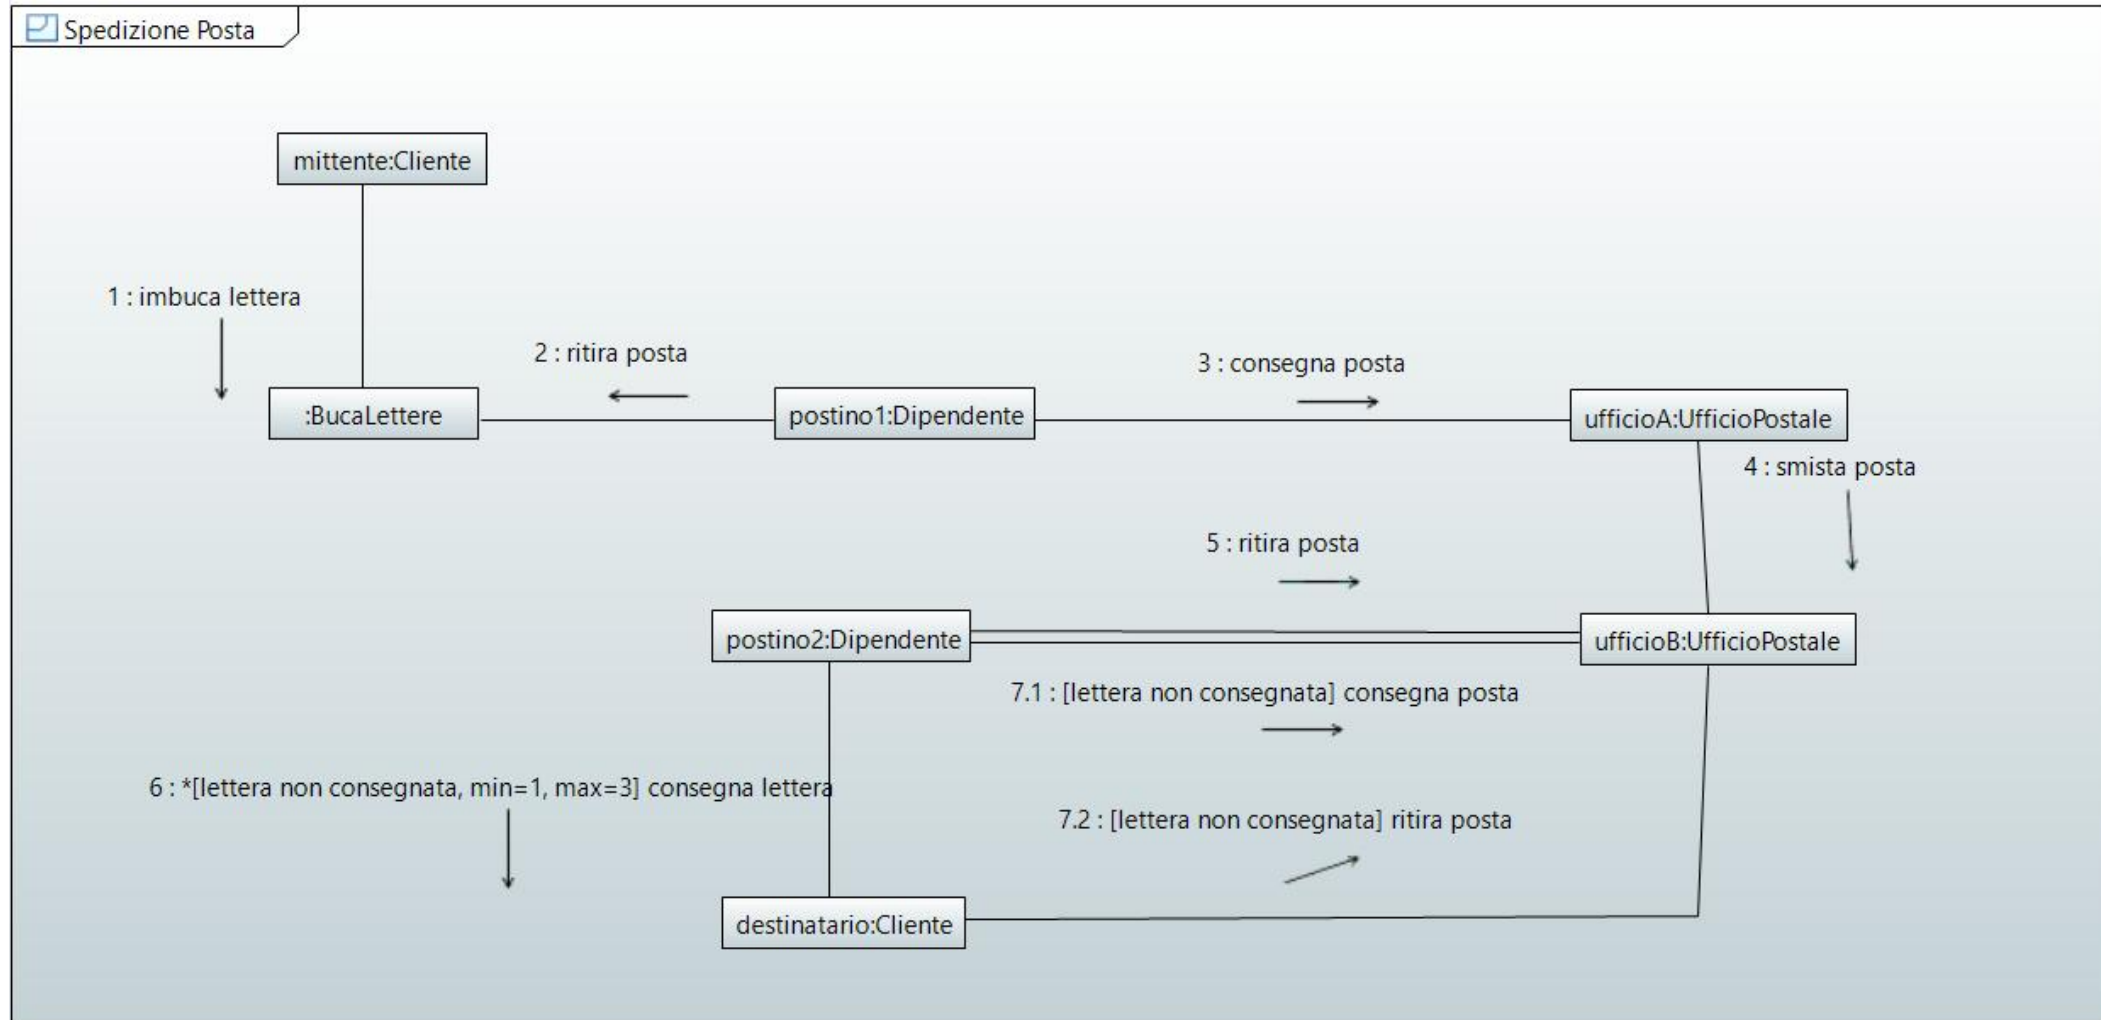 Spedizione Posta
mittente:Cliente
1 : imbuca lettera
2 : ritira posta
3 : consegna posta
:BucaLettere
postino1:Dipendente
ufficioA:UfficioPostale
4 : smista posta
5 : ritira posta
postino2:Dipendente
ufficioB:UfficioPostale
7.1 : [lettera non consegnata] consegna posta
6 : *[lettera non consegnata, min=1, max=3] consegna lettera
7.2 : [lettera non consegnata] ritira posta
destinatario:Cliente